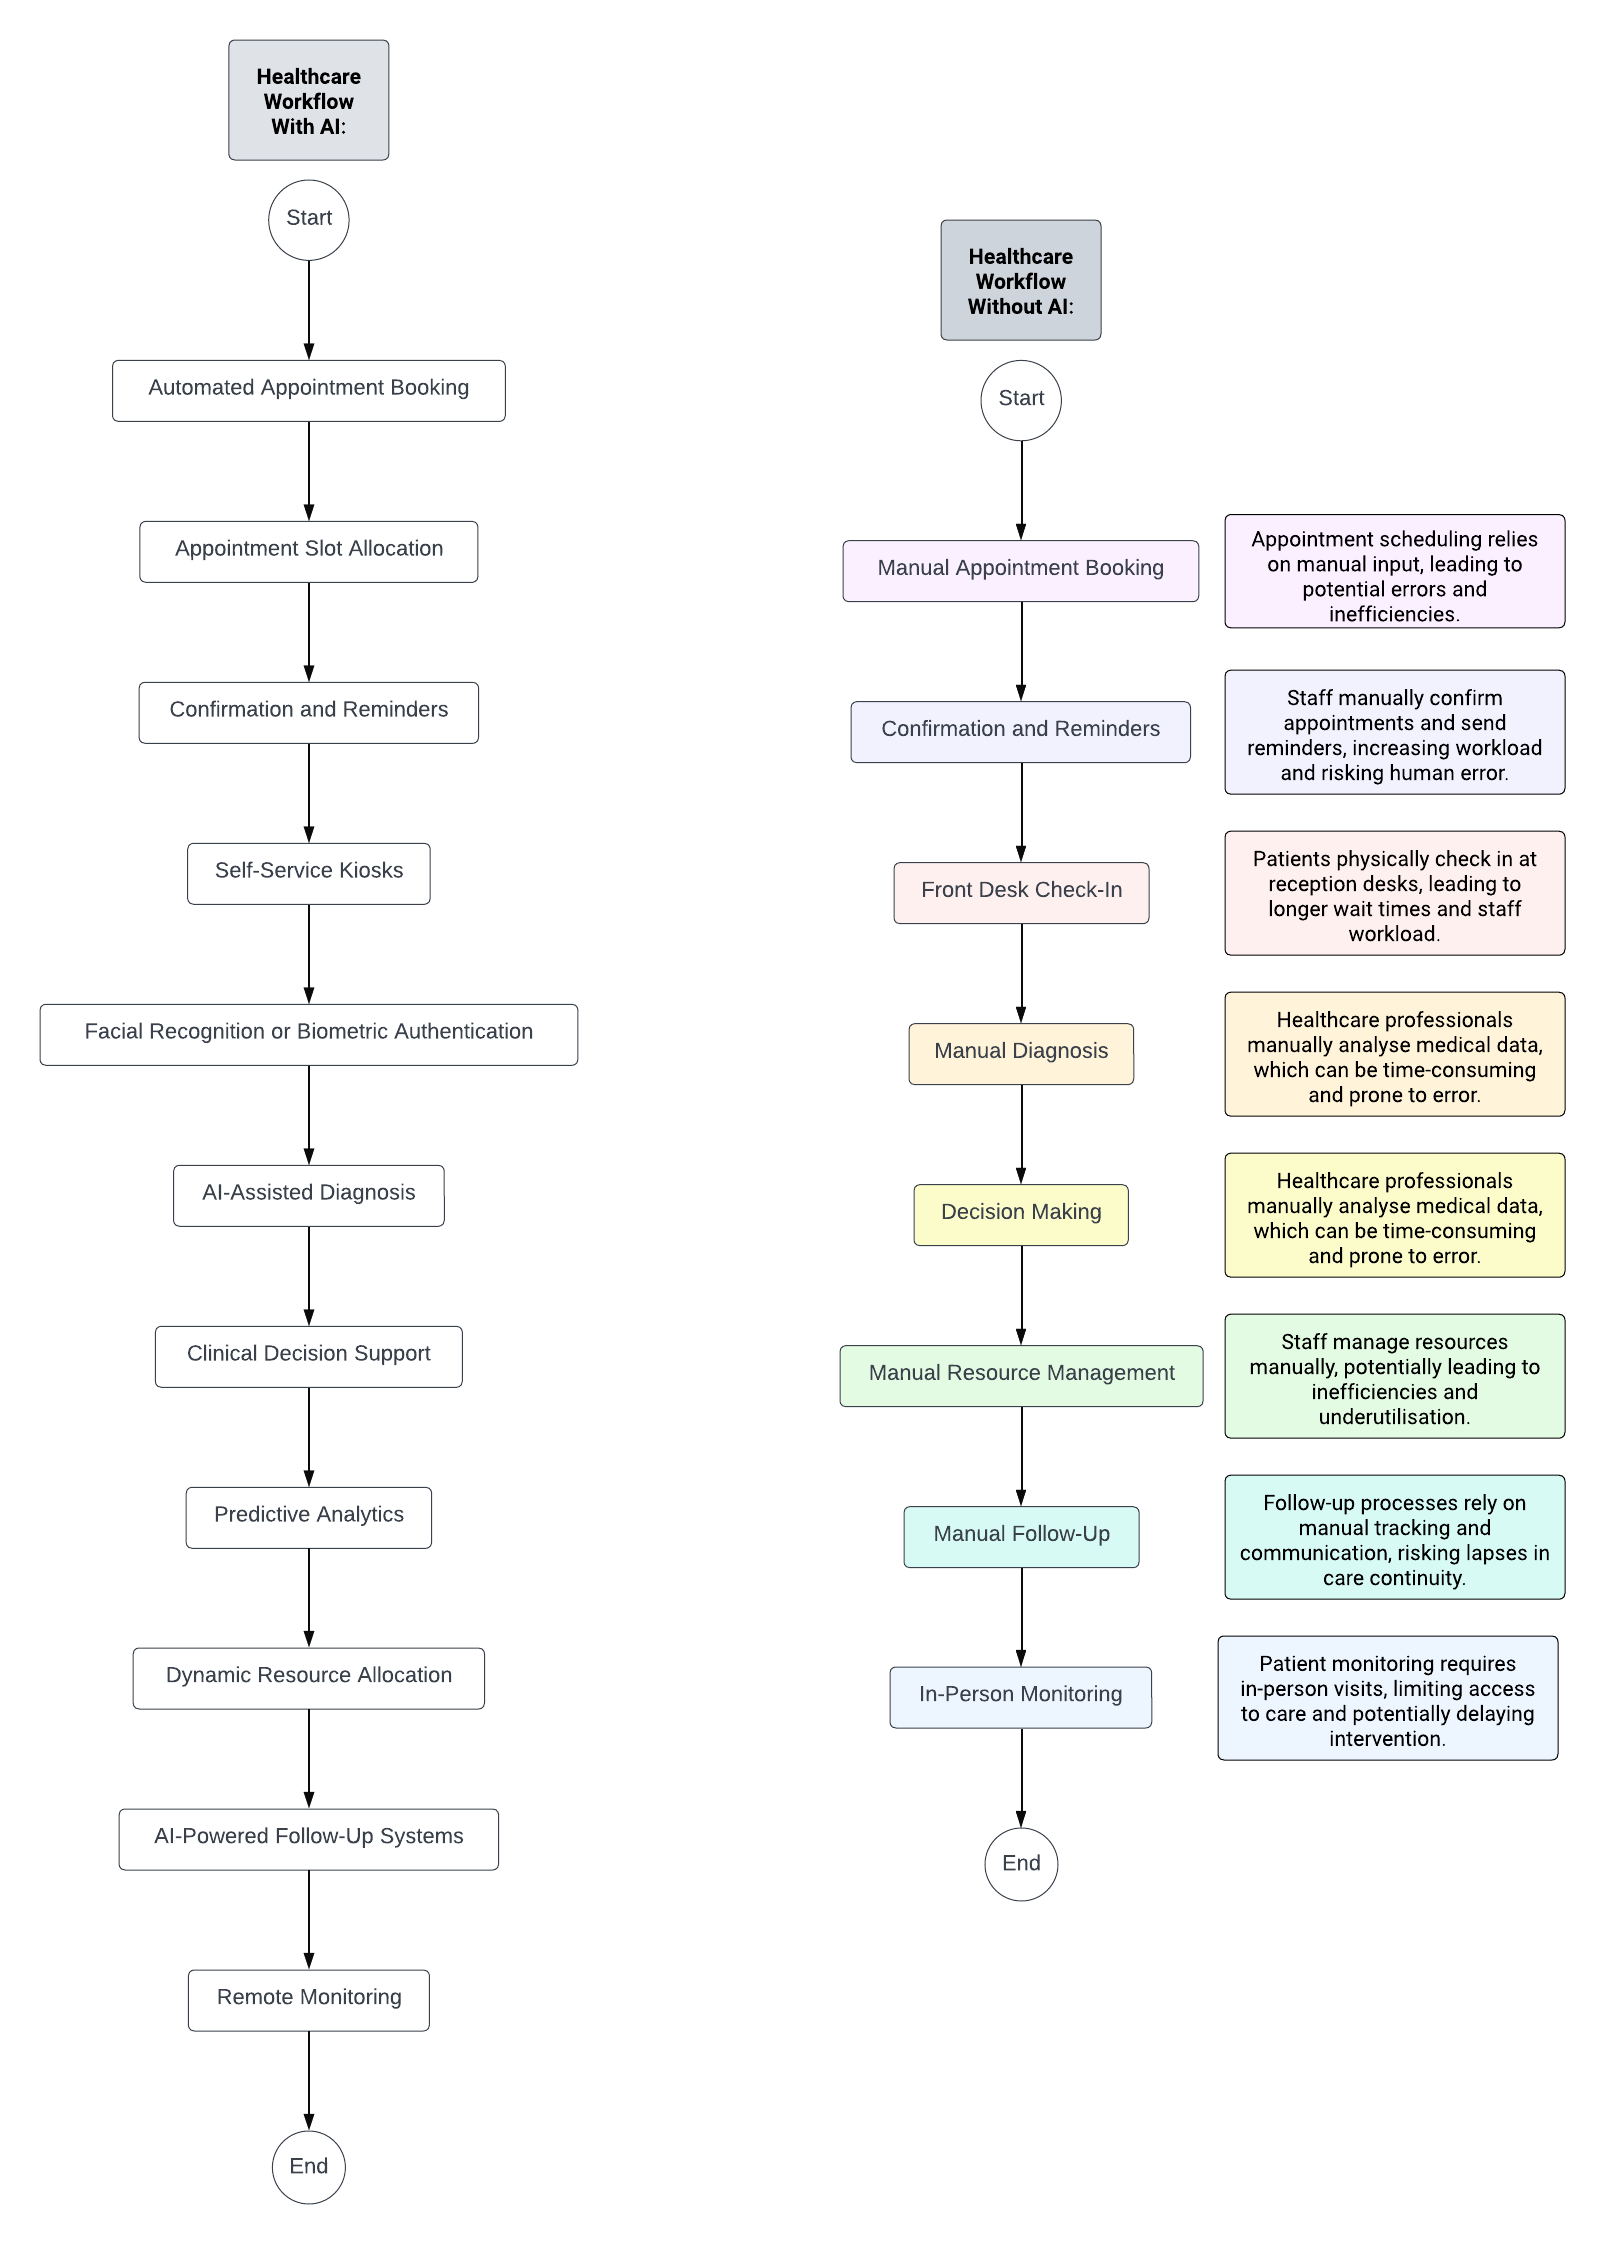 Healthcare
Workflow
With AI:
Start
Automated Appointment Booking
Appointment Slot Allocation
Confirmation and Reminders
Self-Service Kiosks
Facial Recognition or Biometric Authentication
AI-Assisted Diagnosis
Clinical Decision Support
Predictive Analytics
Dynamic Resource Allocation
AI-Powered Follow-Up Systems
Remote Monitoring
End
Healthcare
Workflow
Without AI:
Start
Manual Appointment Booking
Appointment scheduling relies
on manual input, leading to
potential errors and
inefficiencies.
Confirmation and Reminders
Staff manually confirm
appointments and send
reminders, increasing workload
and risking human error.
Front Desk Check-In
Patients physically check in at
reception desks, leading to
longer wait times and staff
workload.
Manual Diagnosis
Healthcare professionals
manually analyse medical data,
which can be time-consuming
and prone to error.
Decision Making
Healthcare professionals
manually analyse medical data,
which can be time-consuming
and prone to error.
Manual Resource Management
Staff manage resources
manually, potentially leading to
inefficiencies and
underutilisation.
Manual Follow-Up
Follow-up processes rely on
manual tracking and
communication, risking lapses in
care continuity.
In-Person Monitoring
Patient monitoring requires
in-person visits, limiting access
to care and potentially delaying
intervention.
End